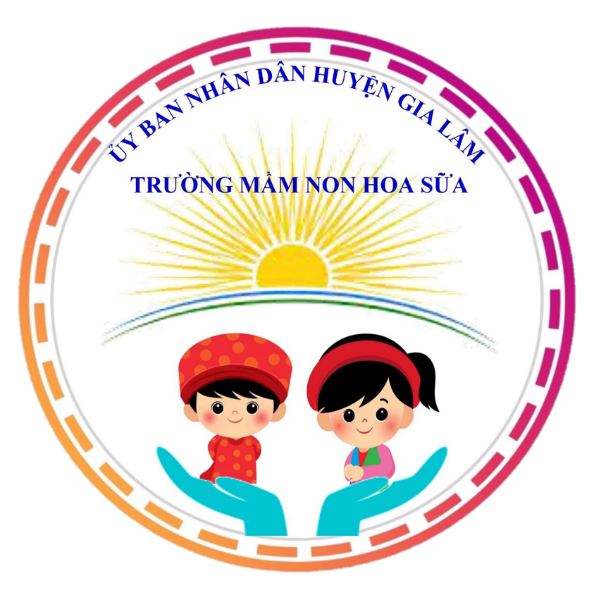 ỦY BAN NHÂN DÂN HUYỆN GIA LÂM
TRƯỜNG MẦM NON HOA SỮA